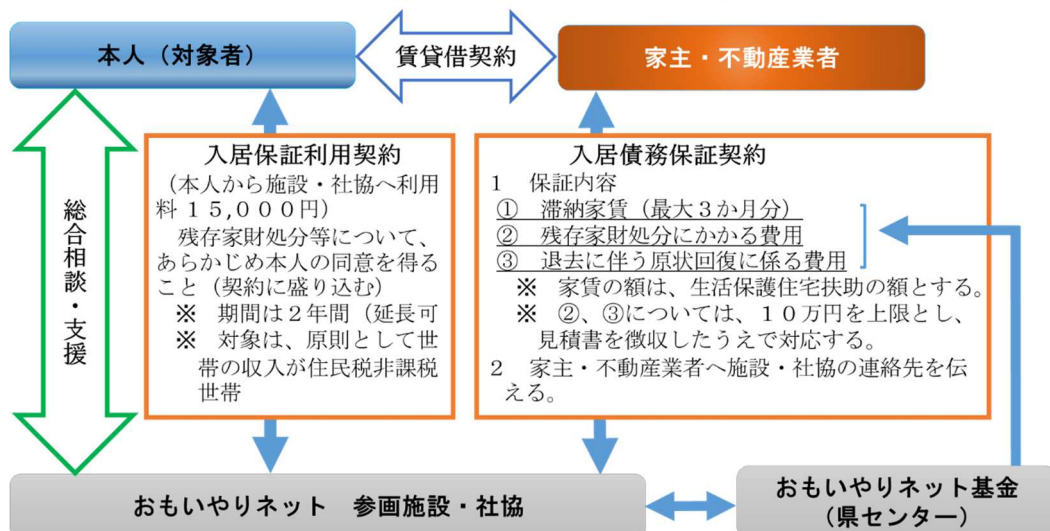 本人（対象者）
賃貸借契約
家主・不動産業者
総合相談・支援
入居保証利用契約
（本人から施設・社協へ利用
料１５,０００円）
残存家財処分等について、
あらかじめ本人の同意を得る
こと（契約に盛り込む）
※　期間は２年間（延長可
※　対象は、原則として世
帯の収入が住民税非課税
世帯
入居債務保証契約
１　保証内容
①　滞納家賃（最大３か月分）
②　残存家財処分にかかる費用
③　退去に伴う原状回復に係る費用
※　家賃の額は、生活保護住宅扶助の額とする。
※　②、③については、１０万円を上限とし、
見積書を徴収したうえで対応する。
２　家主・不動産業者へ施設・社協の連絡先を伝
える。
おもいやりネット　参画施設・社協
おもいやりネット基金
（県センター）